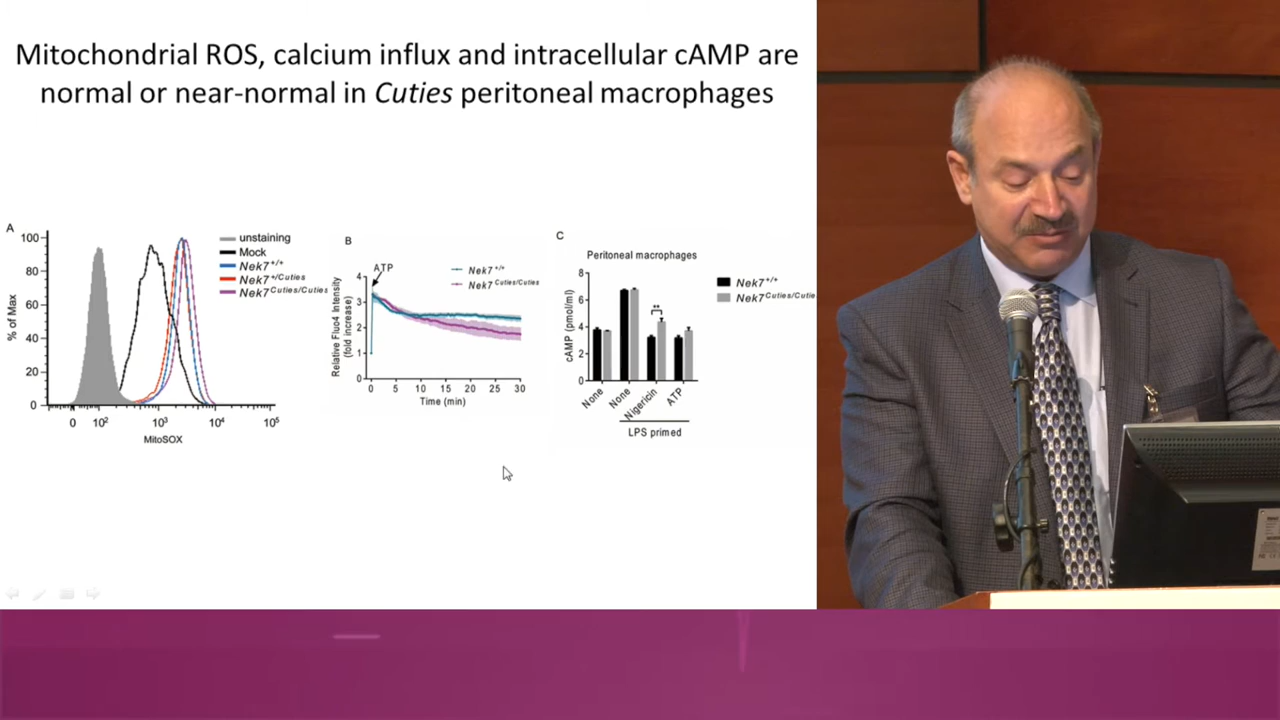 Mitochondrial ROS, calcium influx and intracellular cAMP are
normal or near-normal in Cuties peritoneal macrophages
A
100
80
60
40
20
0
% of Max
0 10² 10³ 10⁴ 10⁵
MitoSOX
unstaining
Mock
Nek7+/+
Nek7+/Cuties
Nek7Cuties/Cuties
B
ATP
Nek7+/+
Nek7Cuties/Cuties
Relative Fluo4 Intensity
(fold increase)
4
3
2
1
0
0 5 10 15 20 25 30
Time (min)
C
Peritoneal macrophages
Nek7+/+
Nek7Cuties/Cutie
cAMP (pmol/ml)
8
6
4
2
0
**
None
None
Nigericin
ATP
LPS primed